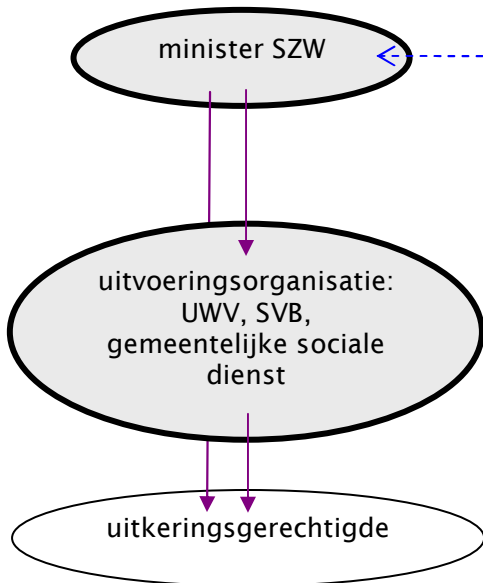 minister SZW
uitvoeringsorganisatie:
UWV, SVB,
gemeentelijke sociale
dienst
uitkeringsgerechtigde